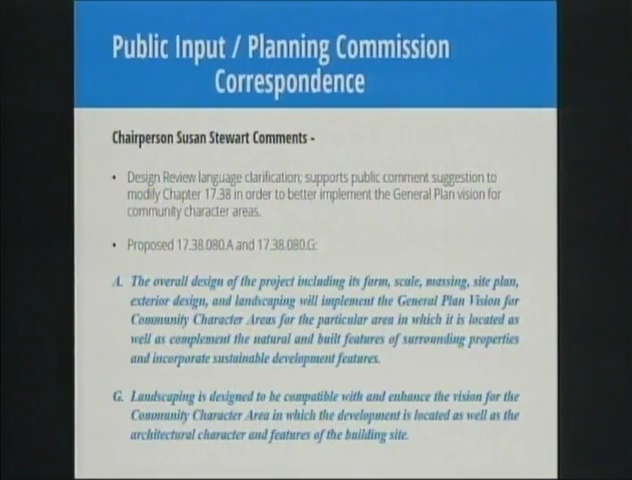 Public Input / Planning Commission
Correspondence
Chairperson Susan Stewart Comments -
• Design Review language clarification; supports public comment suggestion to
modify Chapter 17.38 in order to better implement the General Plan vision for
community character areas.
• Proposed 17.38.080.A and 17.38.080.G:
A. The overall design of the project including its form, scale, massing, site plan,
exterior design, and landscaping will implement the General Plan Vision for
Community Character Areas for the particular area in which it is located as
well as complement the natural and built features of surrounding properties
and incorporate sustainable development features.
G. Landscaping is designed to be compatible with and enhance the vision for the
Community Character Area in which the development is located as well as the
architectural character and features of the building site.